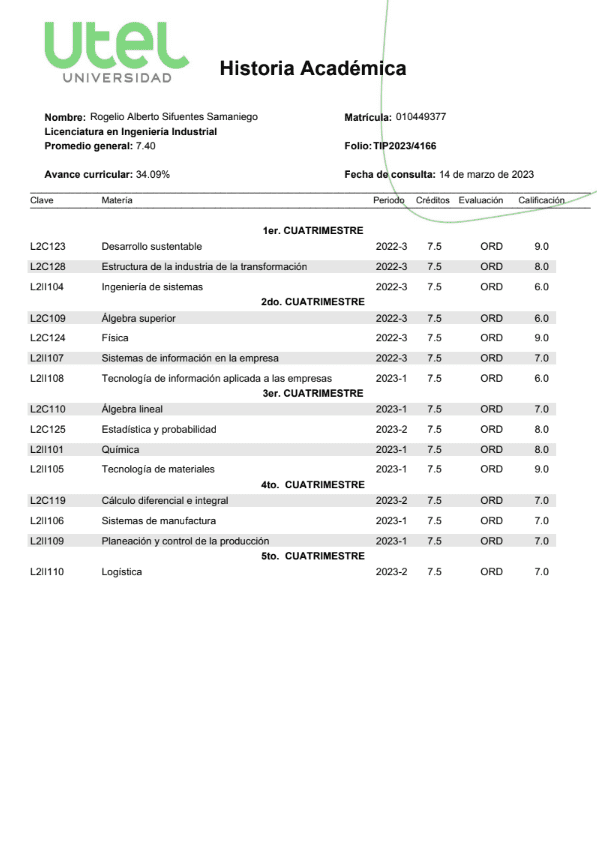 Utel
UNIVERSIDAD
Historia Académica
Nombre: Rogelio Alberto Sifuentes Samaniego Matrícula: 010449377
Licenciatura en Ingeniería Industrial
Promedio general: 7.40 Folio: TIP2023/4166
Avance curricular: 34.09% Fecha de consulta: 14 de marzo de 2023
Clave Matería Periodo Créditos Evaluación Calificación
1er. CUATRIMESTRE
L2C123 Desarrollo sustentable 2022-3 7.5 ORD 9.0
L2C128 Estructura de la industria de la transformación 2022-3 7.5 ORD 8.0
L2II104 Ingeniería de sistemas 2022-3 7.5 ORD 6.0
2do. CUATRIMESTRE
L2C109 Álgebra superior 2022-3 7.5 ORD 6.0
L2C124 Física 2022-3 7.5 ORD 9.0
L2II107 Sistemas de información en la empresa 2022-3 7.5 ORD 7.0
L2II108 Tecnología de información aplicada a las empresas 2023-1 7.5 ORD 6.0
3er. CUATRIMESTRE
L2C110 Álgebra lineal 2023-1 7.5 ORD 7.0
L2C125 Estadística y probabilidad 2023-2 7.5 ORD 8.0
L2II101 Química 2023-1 7.5 ORD 8.0
L2II105 Tecnología de materiales 2023-1 7.5 ORD 9.0
4to. CUATRIMESTRE
L2C119 Cálculo diferencial e integral 2023-2 7.5 ORD 7.0
L2II106 Sistemas de manufactura 2023-1 7.5 ORD 7.0
L2II109 Planeación y control de la producción 2023-1 7.5 ORD 7.0
5to. CUATRIMESTRE
L2II110 Logística 2023-2 7.5 ORD 7.0